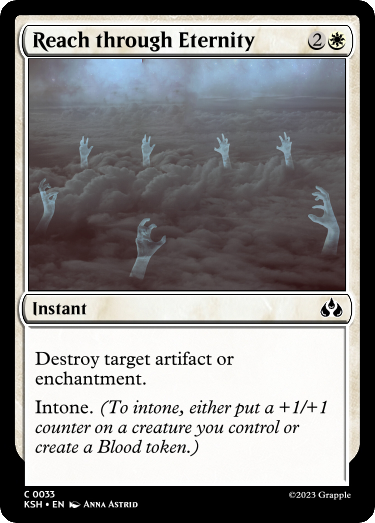 Reach through Eternity 2
Instant
Destroy target artifact or
enchantment.
Intone. (To intone, either put a +1/+1
counter on a creature you control or
create a Blood token.)
C 0033
KSH • EN Anna Astrid
©2023 Grapple